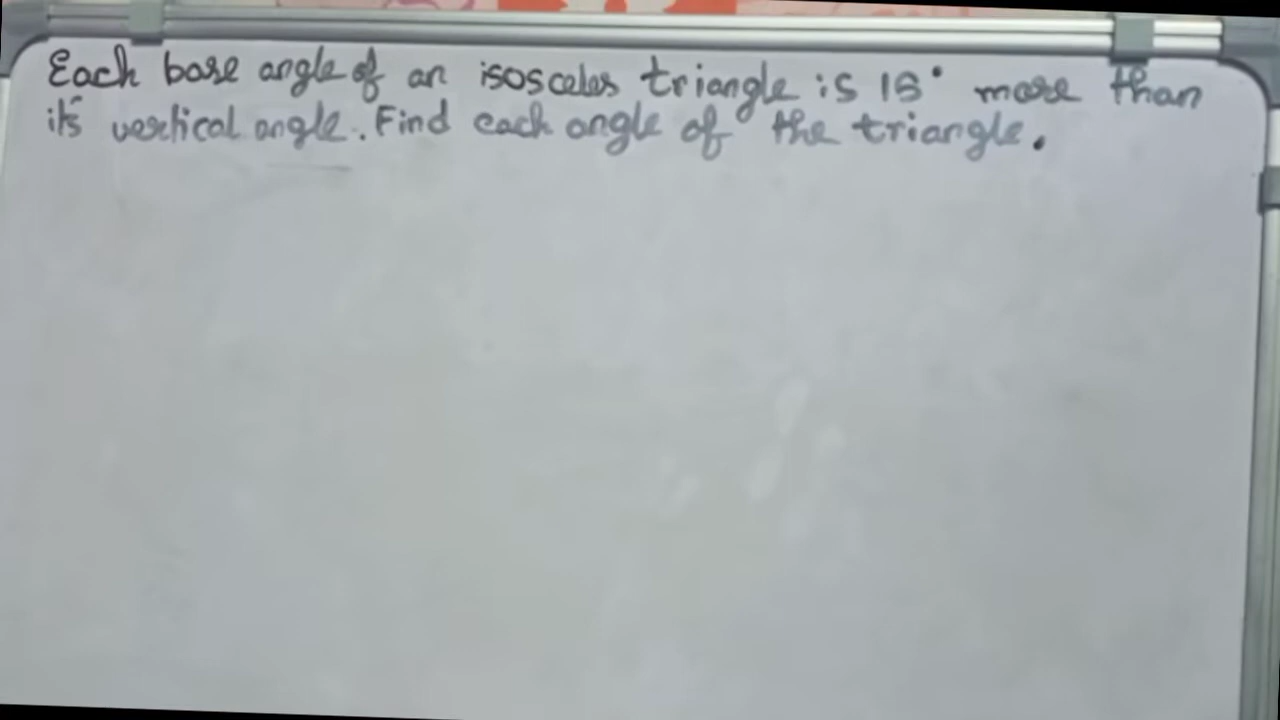 Each base angle of an isosceles triangle is 15° more than
it's vertical angle. Find each angle of the triangle.